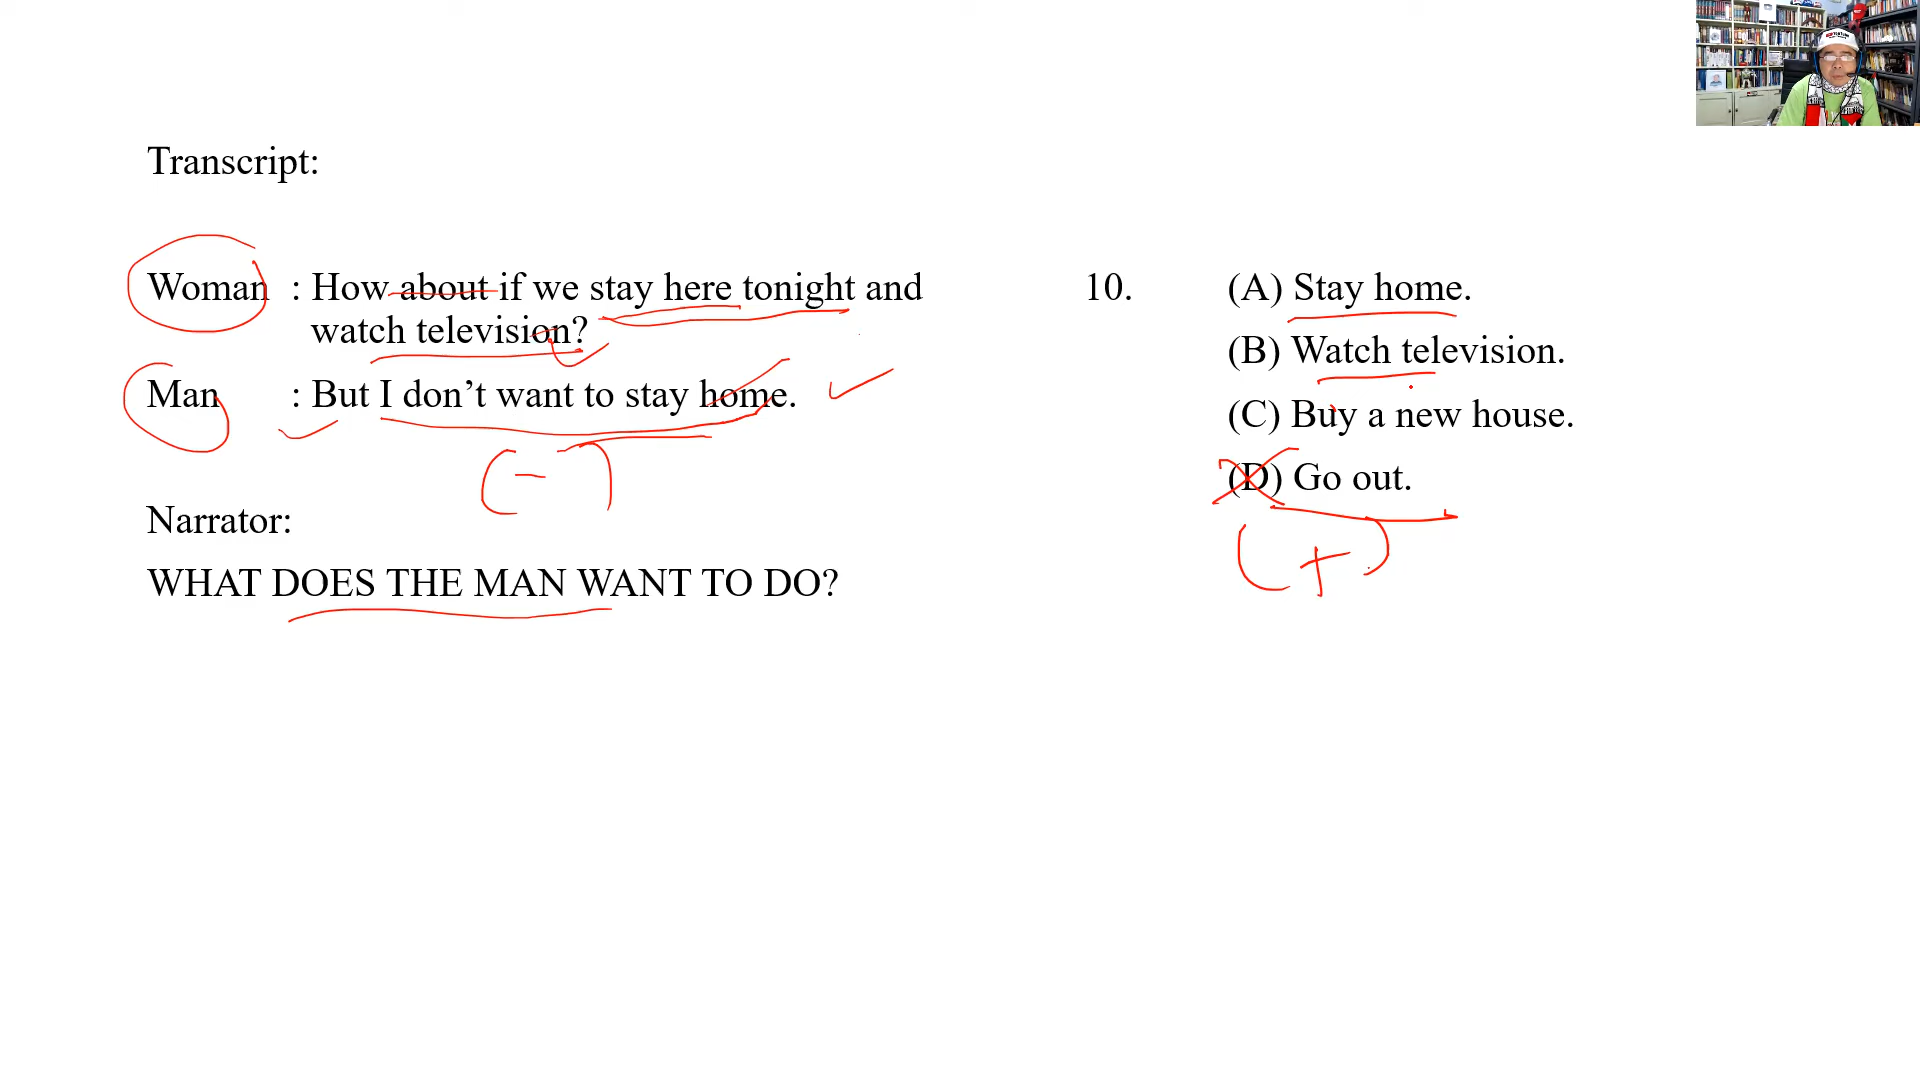 Transcript:
Woman : How about if we stay here tonight and
watch television?
Man : But I don’t want to stay home.
Narrator:
WHAT DOES THE MAN WANT TO DO?
10. (A) Stay home.
(B) Watch television.
(C) Buy a new house.
(D) Go out.
(-)
(+)